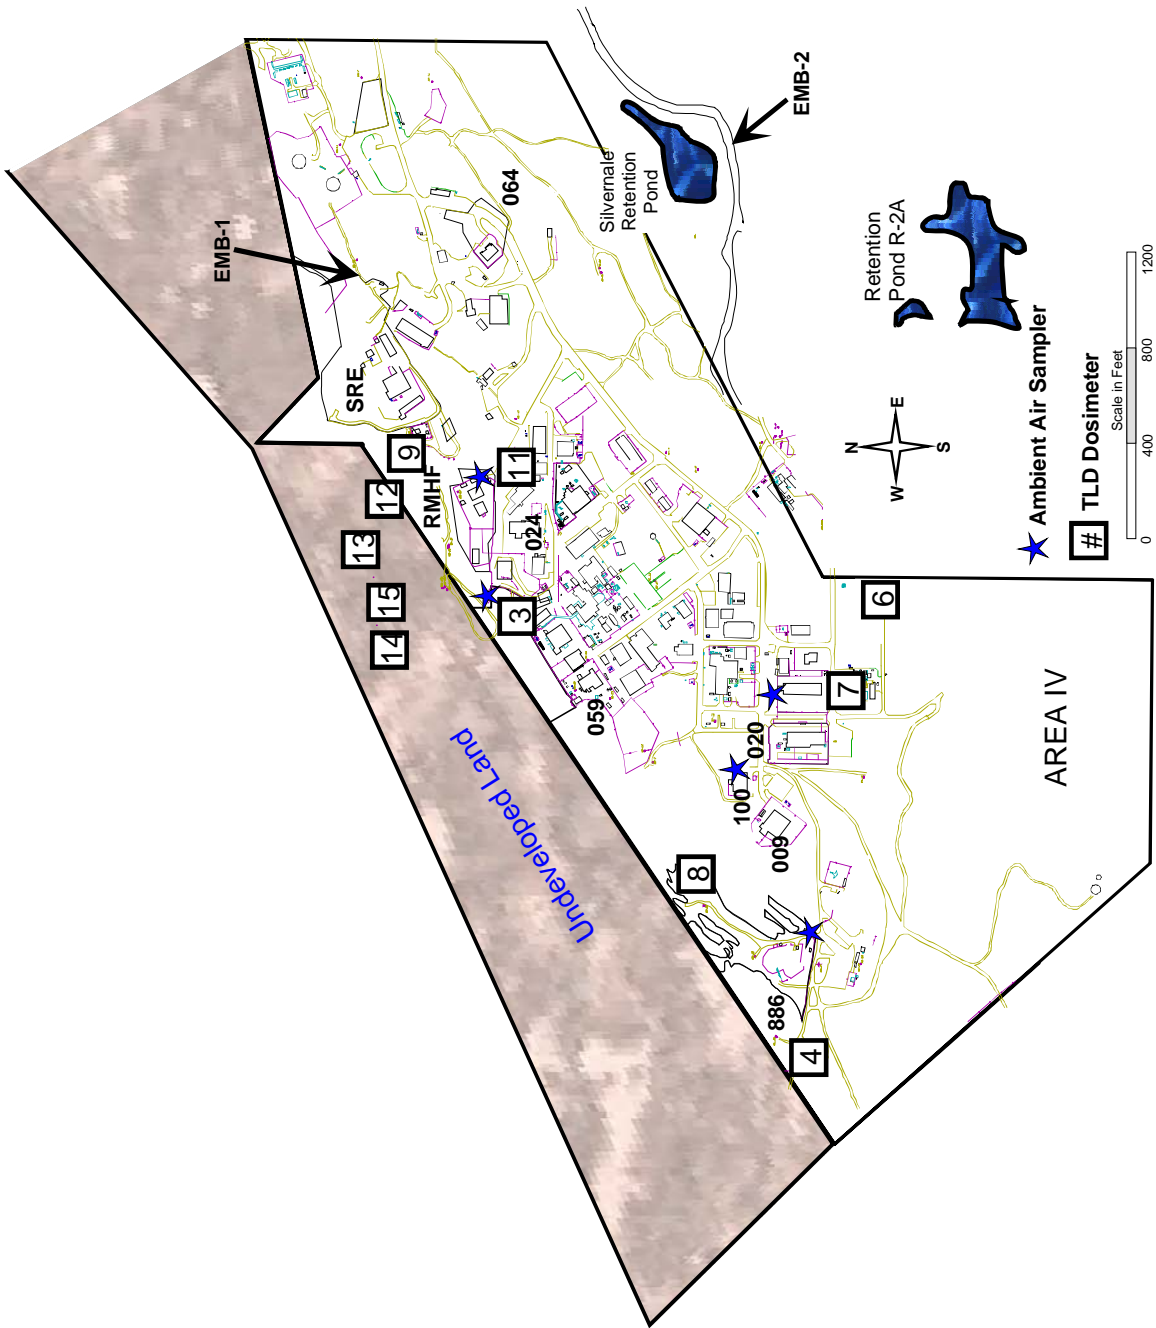 EMB-1
EMB-2
064
Silvernale
Retention
Pond
SRE
9
RMHF
12
13
15
14
11
024
3
059
Undeveloped Land
Retention
Pond R-2A
N
E
S
W
6
7
020
100
009
8
886
4
AREA IV
Ambient Air Sampler
# TLD Dosimeter
Scale in Feet
0 400 800 1200